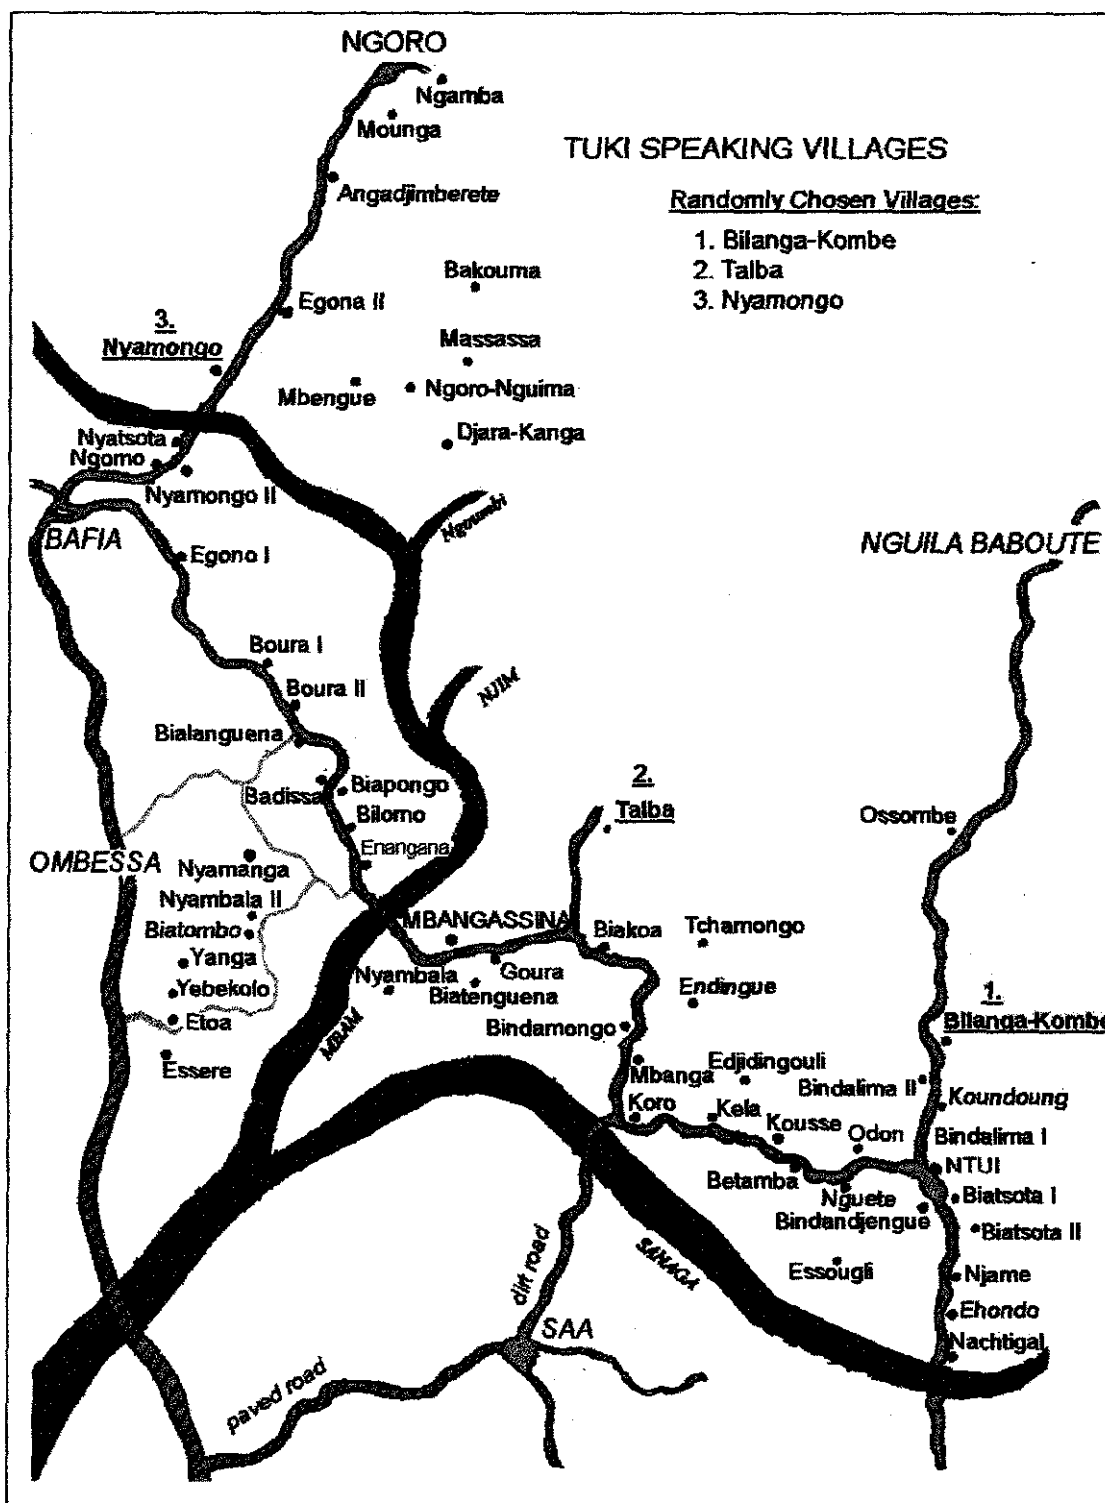 NGORO
Ngamba
Mounga
TUKI SPEAKING VILLAGES
Angadjimberete
Randomly Chosen Villages:
1. Bilanga-Kombe
2. Talba
3. Nyamongo
Bakouma
Egona II
3.
Nyamongo
Massassa
Mbengue
Ngoro-Nguima
Djara-Kanga
Nyatsota
Ngomo
Nyamongo II
Ngoumbi
BAFIA
NGUILA BABOUTE
Egono I
Boura I
Boura II
NJIM
Bialanguena
2.
Talba
Badissa
Biapongo
Bilomo
Ossombe
Enangana
OMBESSA
Nyamanga
Nyambala II
MBANGASSINA
Biatombo
Biakoa
Tchamongo
Yanga
Nyambala
Goura
Yebekolo
Biatenguena
Endingue
1.
Bilanga-Kombe
Etoa
MBAM
Bindamongo
Essere
Mbanga
Edjidingouli
Bindalima II
Koundoung
Koro
Kela
Kousse
Odon
Bindalima I
NTUI
Betamba
Nguete
Biatsota I
Bindandjengue
Biatsota II
SANAGA
Essougli
Njame
dirt road
Ehondo
SAA
Nachtigal
paved road